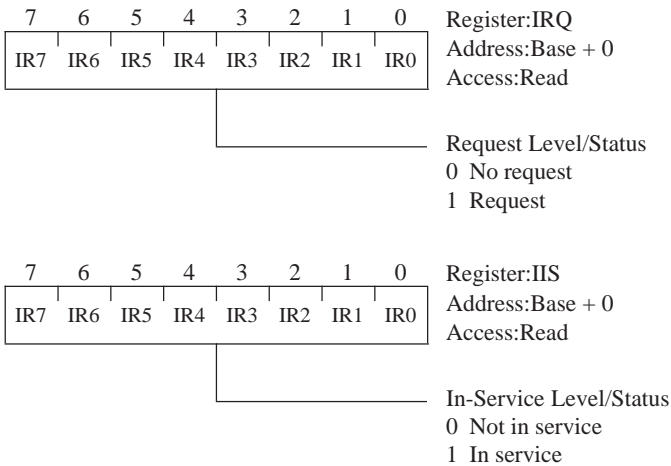 7 6 5 4 3 2 1 0
Register:IRQ
IR7 IR6 IR5 IR4 IR3 IR2 IR1 IR0
Address:Base + 0
Access:Read
Request Level/Status
0 No request
1 Request
7 6 5 4 3 2 1 0
Register:IIS
IR7 IR6 IR5 IR4 IR3 IR2 IR1 IR0
Address:Base + 0
Access:Read
In-Service Level/Status
0 Not in service
1 In service